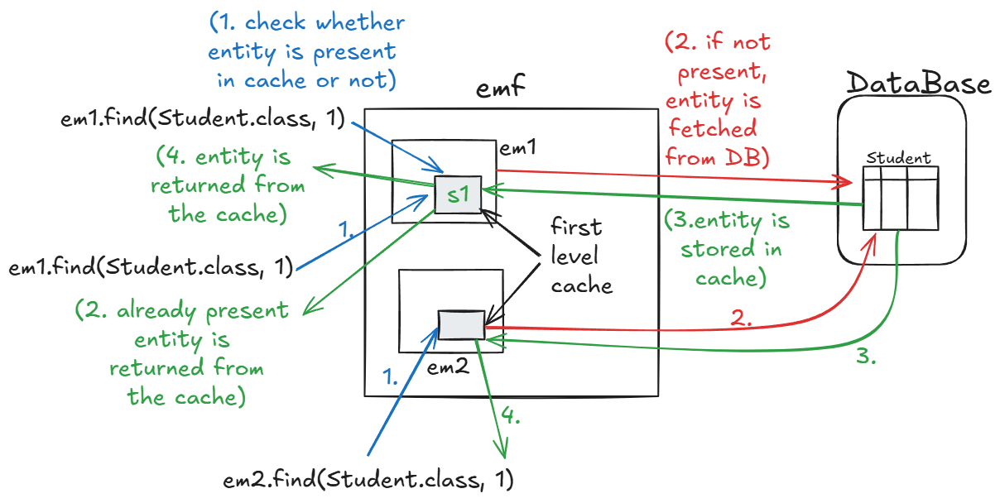 (1. check whether
entity is present
in cache or not)
em1.find(Student.class, 1)
(4. entity is
returned from
the cache)
1.
em1.find(Student.class, 1)
(2. already present
entity is
returned from
the cache)
emf
em1
s1
first
level
cache
em2
1.
4.
em2.find(Student.class, 1)
(2. if not
present,
entity is
fetched
from DB)
DataBase
Student
(3.entity is
stored in
cache)
2.
3.